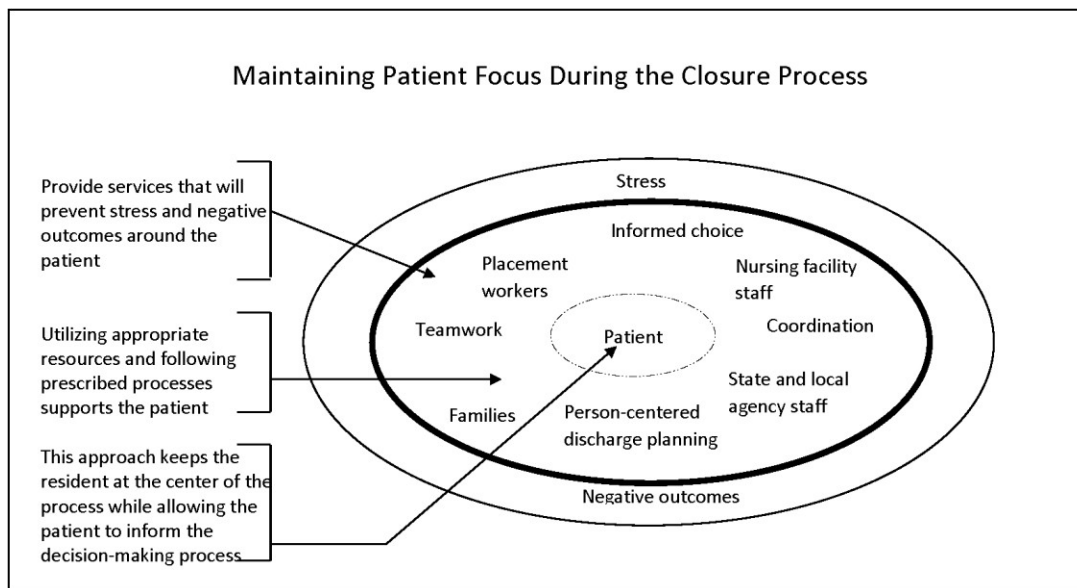 Maintaining Patient Focus During the Closure Process
Provide services that will
prevent stress and negative
outcomes around the
patient
Utilizing appropriate
resources and following
prescribed processes
supports the patient
This approach keeps the
resident at the center of the
process while allowing the
patient to inform the
decision-making process
Stress
Informed choice
Placement
workers
Nursing facility
staff
Teamwork
Patient
Coordination
Families
Person-centered
discharge planning
State and local
agency staff
Negative outcomes